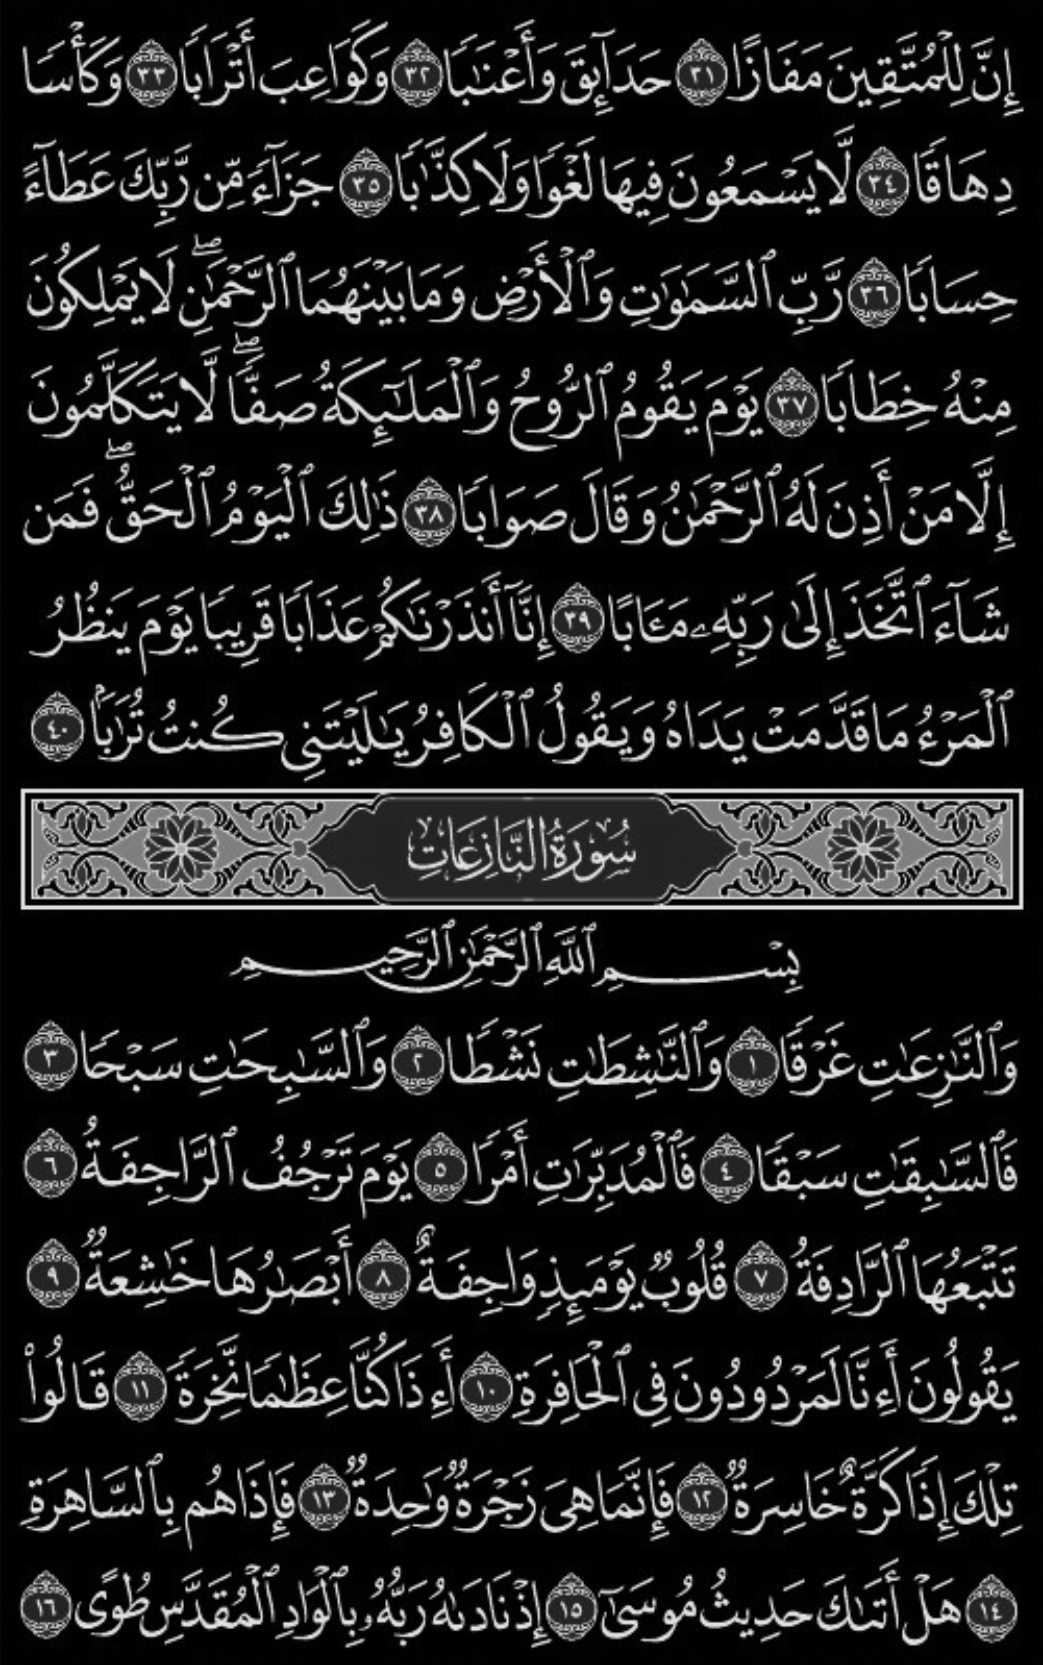 إِنَّ لِلْمُتَّقِينَ مَفَازًا ٣١ حَدَآئِقَ وَأَعْنَٰبًا ٣٢ وَكَوَاعِبَ أَتْرَابًا ٣٣ وَكَأْسًا
دِهَاقًا ٣٤ لَّا يَسْمَعُونَ فِيهَا لَغْوًا وَلَا كِذَّٰبًا ٣٥ جَزَآءً مِّن رَّبِّكَ عَطَآءً
حِسَابًا ٣٦ رَّبِّ ٱلسَّمَٰوَٰتِ وَٱلْأَرْضِ وَمَا بَيْنَهُمَا ٱلرَّحْمَٰنِۖ لَا يَمْلِكُونَ
مِنْهُ خِطَابًا ٣٧ يَوْمَ يَقُومُ ٱلرُّوحُ وَٱلْمَلَٰٓئِكَةُ صَفًّاۖ لَّا يَتَكَلَّمُونَ
إِلَّا مَنْ أَذِنَ لَهُ ٱلرَّحْمَٰنُ وَقَالَ صَوَابًا ٣٨ ذَٰلِكَ ٱلْيَوْمُ ٱلْحَقُّۖ فَمَن
شَآءَ ٱتَّخَذَ إِلَىٰ رَبِّهِۦ مَـَٔابًا ٣٩ إِنَّآ أَنذَرْنَٰكُمْ عَذَابًا قَرِيبًا يَوْمَ يَنظُرُ
ٱلْمَرْءُ مَا قَدَّمَتْ يَدَاهُ وَيَقُولُ ٱلْكَافِرُ يَٰلَيْتَنِى كُنتُ تُرَٰبًۢا ٤٠
سُورَةُ النَّازِعَاتِ
بِسْمِ ٱللَّهِ ٱلرَّحْمَٰنِ ٱلرَّحِيمِ
وَٱلنَّٰزِعَٰتِ غَرْقًا ١ وَٱلنَّٰشِطَٰتِ نَشْطًا ٢ وَٱلسَّٰبِحَٰتِ سَبْحًا ٣
فَٱلسَّٰبِقَٰتِ سَبْقًا ٤ فَٱلْمُدَبِّرَٰتِ أَمْرًا ٥ يَوْمَ تَرْجُفُ ٱلرَّاجِفَةُ ٦
تَتْبَعُهَا ٱلرَّادِفَةُ ٧ قُلُوبٌ يَوْمَئِذٍ وَاجِفَةٌ ٨ أَبْصَٰرُهَا خَٰشِعَةٌ ٩
يَقُولُونَ أَءِنَّا لَمَرْدُودُونَ فِى ٱلْحَافِرَةِ ١٠ أَءِذَا كُنَّا عِظَٰمًا نَّخِرَةً ١١ قَالُوا۟
تِلْكَ إِذًا كَرَّةٌ خَاسِرَةٌ ١٢ فَإِنَّمَا هِىَ زَجْرَةٌ وَٰحِدَةٌ ١٣ فَإِذَا هُم بِٱلسَّاهِرَةِ
١٤ هَلْ أَتَىٰكَ حَدِيثُ مُوسَىٰٓ ١٥ إِذْ نَادَىٰهُ رَبُّهُۥ بِٱلْوَادِ ٱلْمُقَدَّسِ طُوًى ١٦